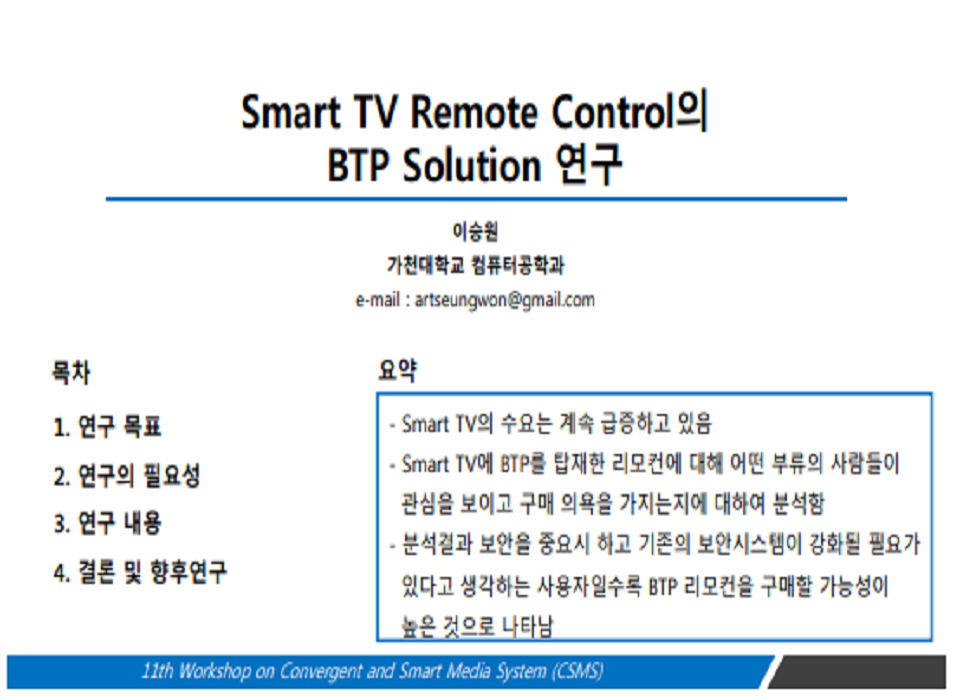 Smart TV Remote Control의
BTP Solution 연구
이승원
가천대학교 컴퓨터공학과
e-mail : artseungwon@gmail.com
목차
1. 연구 목표
2. 연구의 필요성
3. 연구 내용
4. 결론 및 향후연구
요약
- Smart TV의 수요는 계속 급증하고 있음
- Smart TV에 BTP를 탑재한 리모컨에 대해 어떤 부류의 사람들이
관심을 보이고 구매 의욕을 가지는지에 대하여 분석함
- 분석결과 보안을 중요시 하고 기존의 보안시스템이 강화될 필요가
있다고 생각하는 사용자일수록 BTP 리모컨을 구매할 가능성이
높은 것으로 나타남
11th Workshop on Convergent and Smart Media System (CSMS)